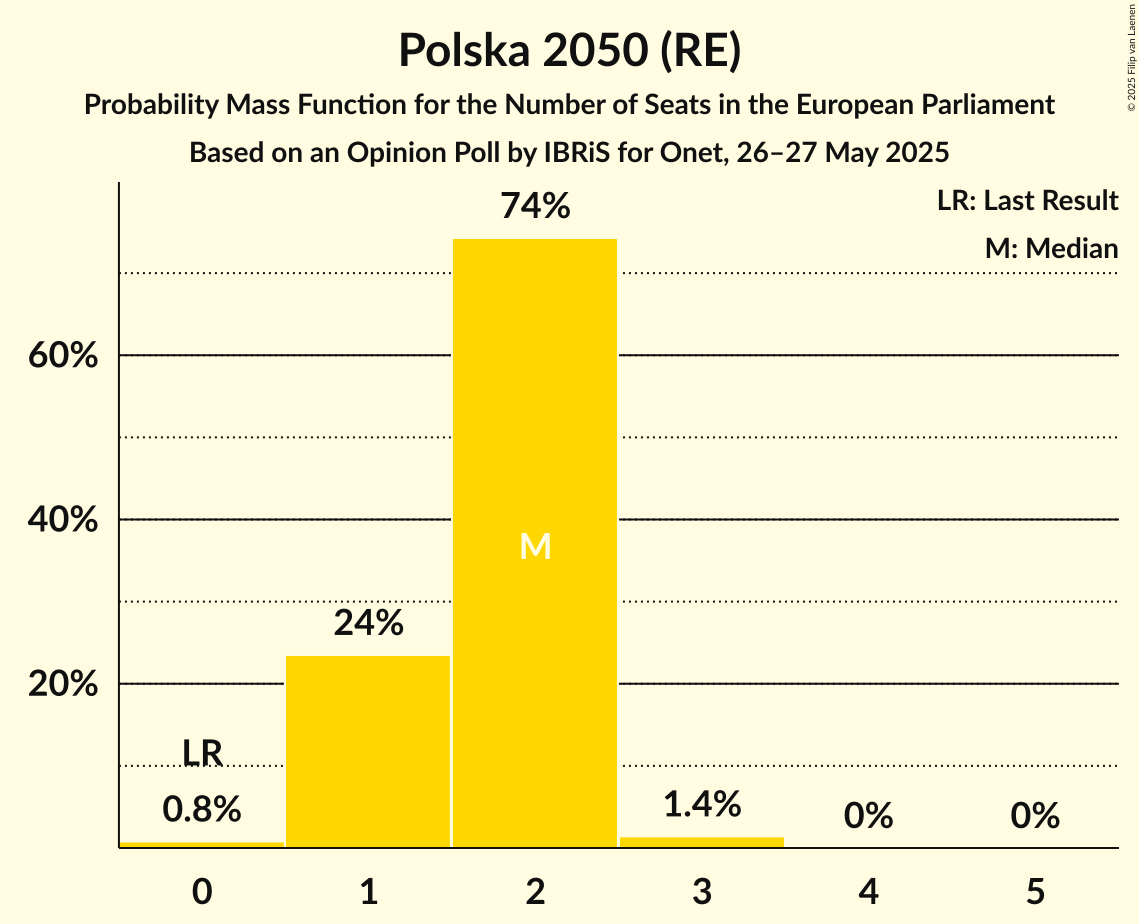 Polska 2050 (RE)
Probability Mass Function for the Number of Seats in the European Parliament
Based on an Opinion Poll by IBRiS for Onet, 26–27 May 2025
© 2025 Filip van Laenen
LR: Last Result
M: Median
74%
60%
40%
M
24%
20%
LR
0.8%
1.4%
0%
0%
0
1
2
3
4
5